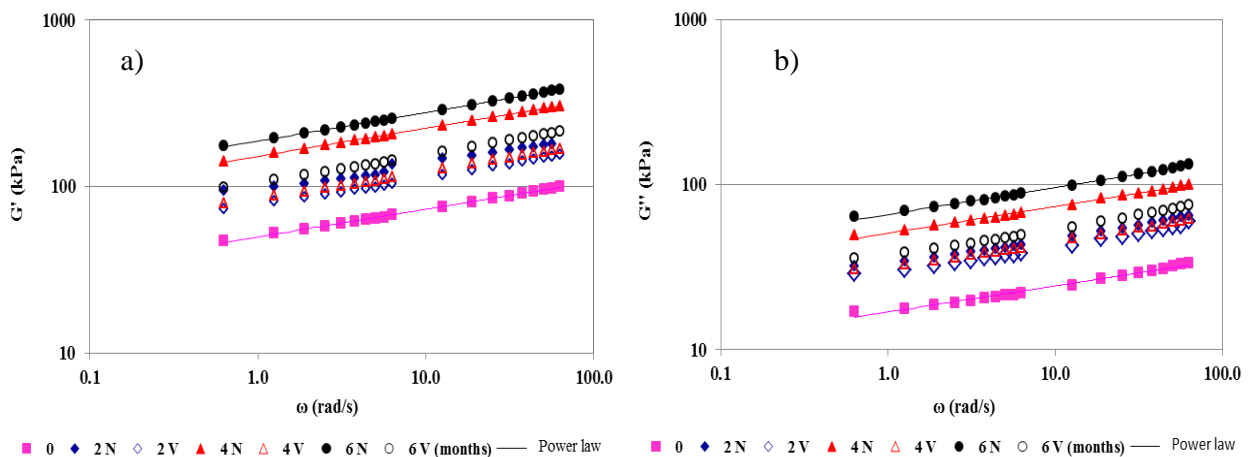 a)
1000
100
10
G' (kPa)
0.1 1.0 10.0 100.0
ω (rad/s)
0 2 N 2 V 4 N 4 V 6 N 6 V (months) Power law
b)
1000
100
10
G'' (kPa)
0.1 1.0 10.0 100.0
ω (rad/s)
0 2 N 2 V 4 N 4 V 6 N 6 V (months) Power law